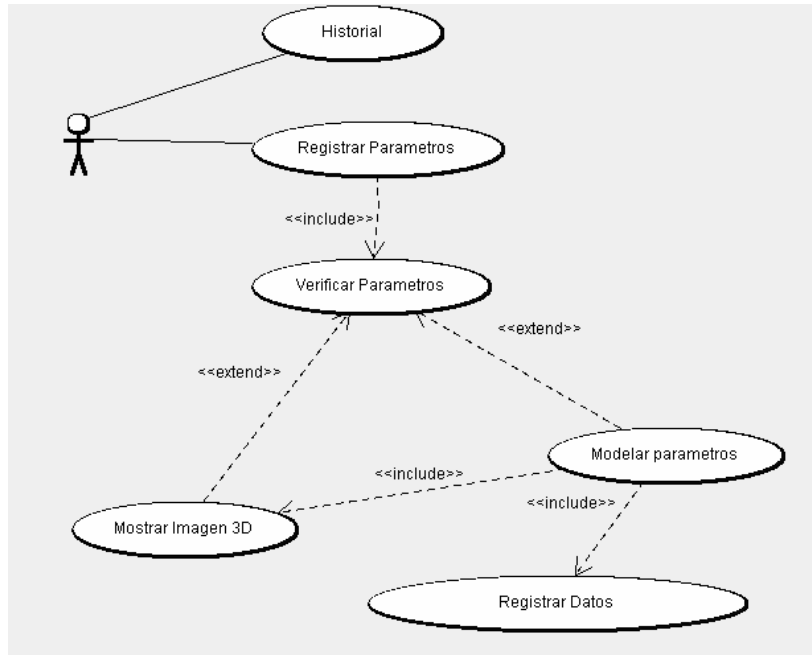 Historial
Registrar Parametros
<<include>>
Verificar Parametros
<<extend>>
<<extend>>
Modelar parametros
<<include>>
<<include>>
Mostrar Imagen 3D
Registrar Datos